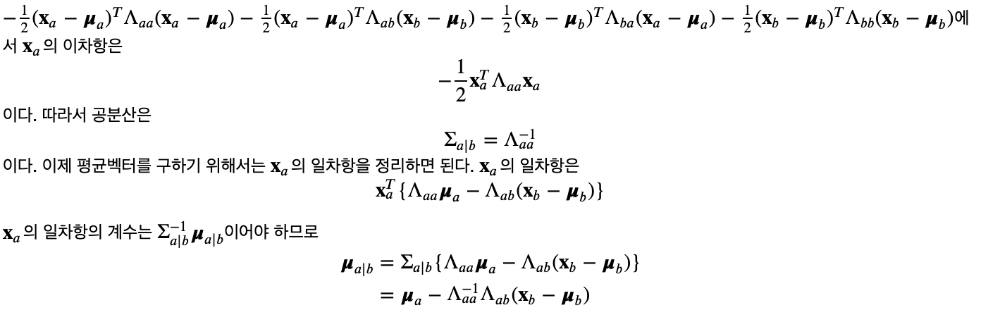 $-\frac{1}{2}(\mathbf{x}_a - \boldsymbol{\mu}_a)^T \Lambda_{aa}(\mathbf{x}_a - \boldsymbol{\mu}_a) - \frac{1}{2}(\mathbf{x}_a - \boldsymbol{\mu}_a)^T \Lambda_{ab}(\mathbf{x}_b - \boldsymbol{\mu}_b) - \frac{1}{2}(\mathbf{x}_b - \boldsymbol{\mu}_b)^T \Lambda_{ba}(\mathbf{x}_a - \boldsymbol{\mu}_a) - \frac{1}{2}(\mathbf{x}_b - \boldsymbol{\mu}_b)^T \Lambda_{bb}(\mathbf{x}_b - \boldsymbol{\mu}_b)$에
서 $\mathbf{x}_a$의 이차항은
$-\frac{1}{2}\mathbf{x}_a^T \Lambda_{aa}\mathbf{x}_a$
이다. 따라서 공분산은
$\Sigma_{a|b} = \Lambda_{aa}^{-1}$
이다. 이제 평균벡터를 구하기 위해서는 $\mathbf{x}_a$의 일차항을 정리하면 된다. $\mathbf{x}_a$의 일차항은
$\mathbf{x}_a^T \{\Lambda_{aa}\boldsymbol{\mu}_a - \Lambda_{ab}(\mathbf{x}_b - \boldsymbol{\mu}_b)\}$
$\mathbf{x}_a$의 일차항의 계수는 $\Sigma_{a|b}^{-1}\boldsymbol{\mu}_{a|b}$이어야 하므로
$\boldsymbol{\mu}_{a|b} = \Sigma_{a|b}\{\Lambda_{aa}\boldsymbol{\mu}_a - \Lambda_{ab}(\mathbf{x}_b - \boldsymbol{\mu}_b)\}$
$= \boldsymbol{\mu}_a - \Lambda_{aa}^{-1}\Lambda_{ab}(\mathbf{x}_b - \boldsymbol{\mu}_b)$